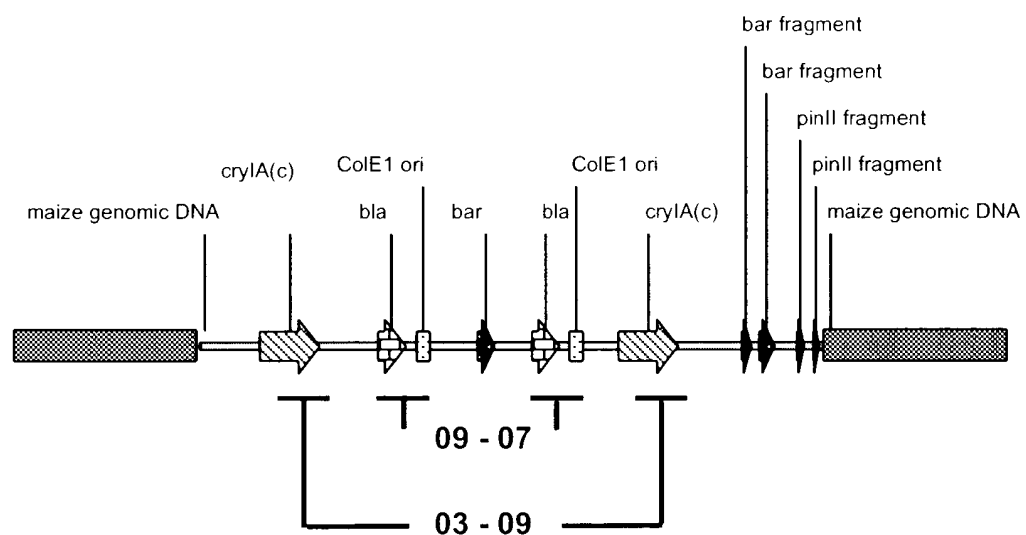 bar fragment
bar fragment
pinII fragment
cryIA(c) ColE1 ori ColE1 ori pinII fragment
maize genomic DNA bla bar bla cryIA(c) maize genomic DNA
09 - 07
03 - 09